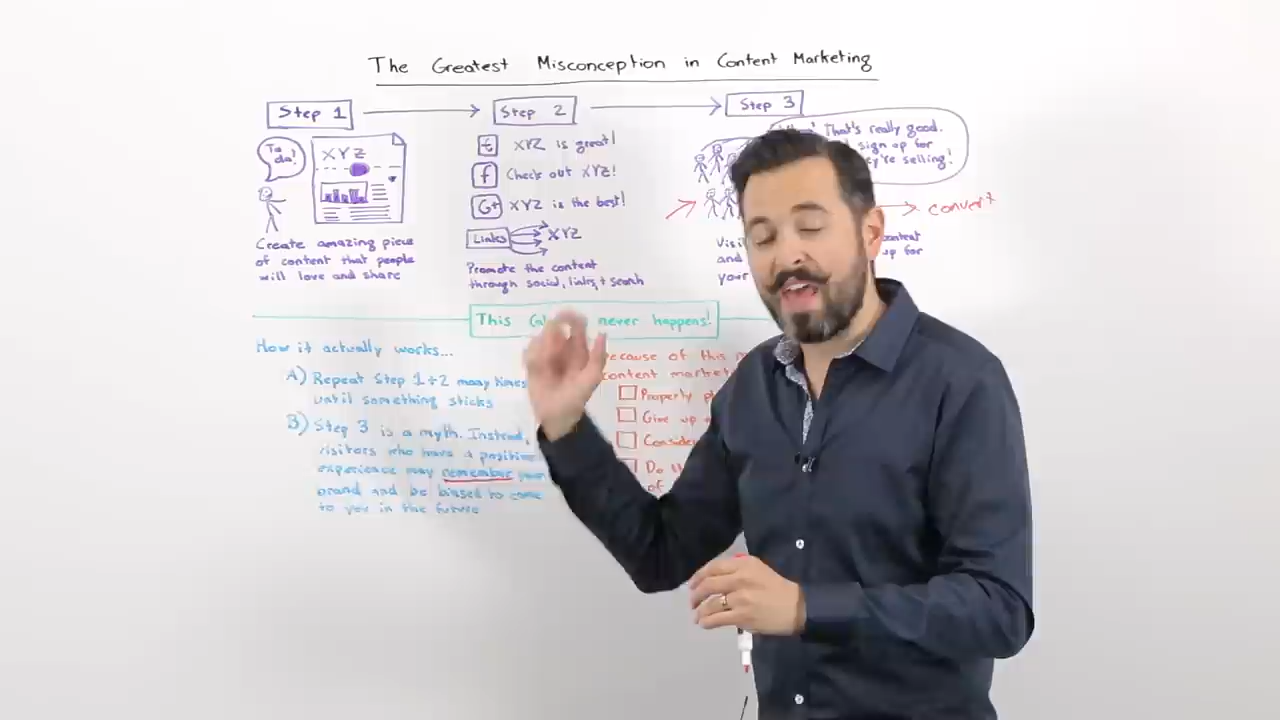 The Greatest Misconception in Content Marketing
Step 1
Step 2
Step 3
Ta
da!
XYZ
Create amazing piece
of content that people
will love and share
t XYZ is great!
f Check out XYZ!
G+ XYZ is the best!
Links XYZ
Promote the content
through social, links, + search
That's really good.
sign up for
they're selling!
convert
and
your
up for
This never happens!
How it actually works...
A) Repeat Step 1+2 many times
until something sticks
B) Step 3 is a myth. Instead,
visitors who have a positive
experience may remember your
brand and be biased to come
to you in the future
because of this
content
Properly
Give up
Do
of